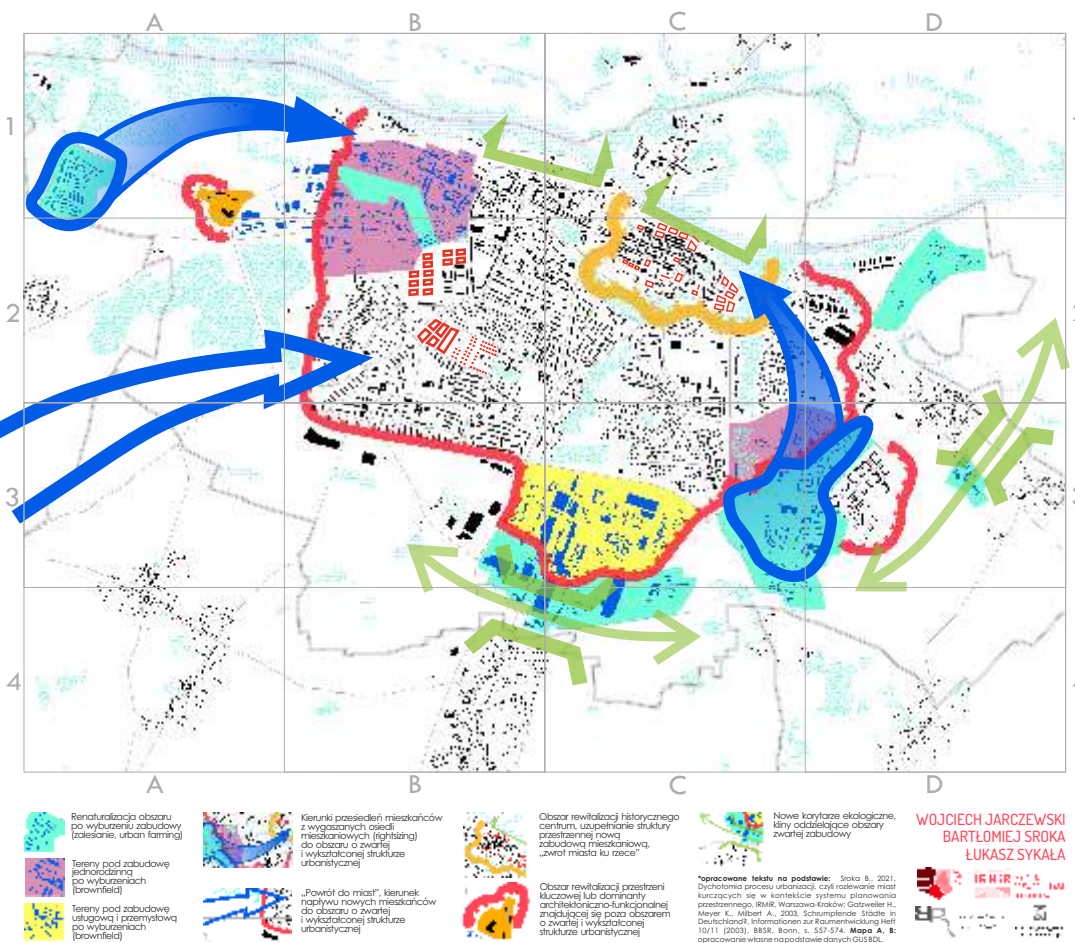 A B C D
1
2
3
4
A B C D
Renaturalizacja obszaru
po wyburzeniu zabudowy
(zalesianie, urban farming)
Tereny pod zabudowę
jednorodzinną
po wyburzeniach
(brownfield)
Tereny pod zabudowę
usługową i przemysłową
po wyburzeniach
(brownfield)
Kierunki przesiedleń mieszkańców
z wygaszanych osiedli
mieszkaniowych (rightsizing)
do obszaru o zwartej
i wykształconej strukturze
urbanistycznej
„Powrót do miast", kierunek
napływu nowych mieszkańców
do obszaru o zwartej
i wykształconej strukturze
urbanistycznej
Obszar rewitalizacji historycznego
centrum, uzupełnianie struktury
przestrzennej nową
zabudową mieszkaniową,
„zwrot miasta ku rzece"
Obszar rewitalizacji przestrzeni
kluczowej lub dominanty
architektoniczno-funkcjonalnej
znajdującej się poza obszarem
o zwartej i wykształconej
strukturze urbanistycznej
Nowe korytarze ekologiczne,
kliny oddzielające obszary
zwartej zabudowy
*opracowane tekstu na podstawie: Sroka B., 2021,
Dychotomia procesu urbanizacji, czyli rozlewanie miast
kurczących się w kontekście systemu planowania
przestrzennego, IRMiR, Warszawa-Kraków; Gatzweiler H.,
Meyer K., Milbert A., 2003, Schrumpfende Städte in
Deutschland?, Informationen zur Raumentwicklung Heft
10/11 (2003), BBSR, Bonn, s. 557-574. Mapa A, B:
opracowanie własne na podstawie danych GUS BDL.
WOJCIECH JARCZEWSKI
BARTŁOMIEJ SROKA
ŁUKASZ SYKAŁA